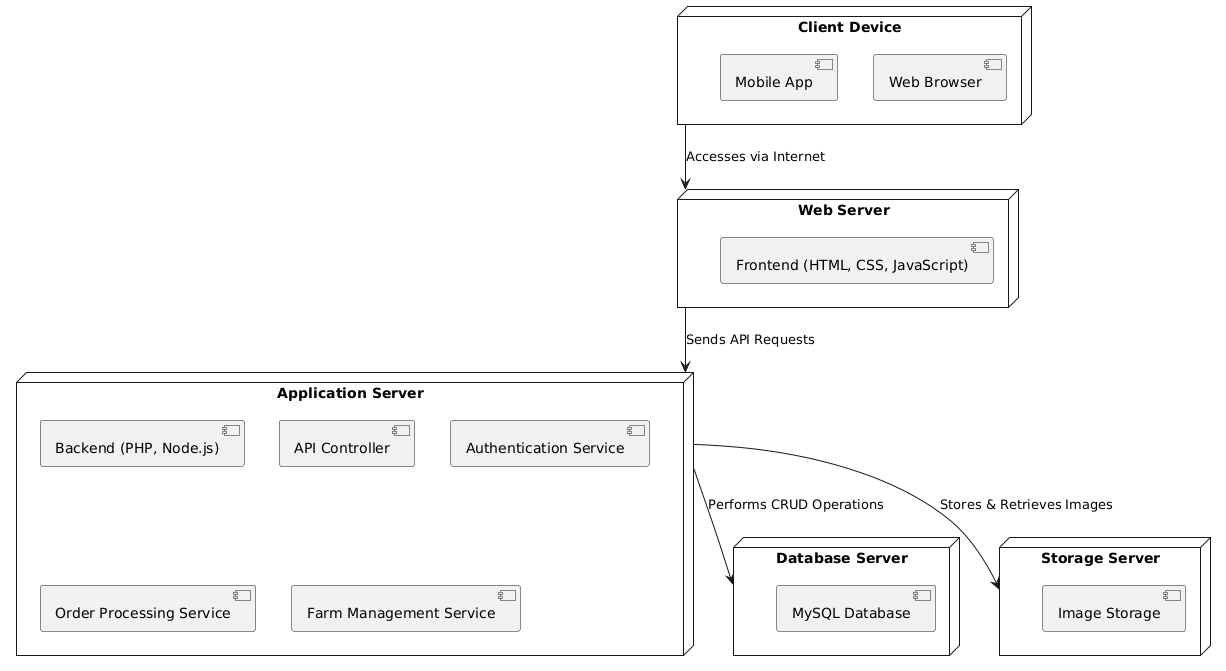 Client Device
Mobile App
Web Browser
Accesses via Internet
Web Server
Frontend (HTML, CSS, JavaScript)
Sends API Requests
Application Server
Backend (PHP, Node.js)
API Controller
Authentication Service
Performs CRUD Operations
Stores & Retrieves Images
Order Processing Service
Farm Management Service
Database Server
MySQL Database
Storage Server
Image Storage